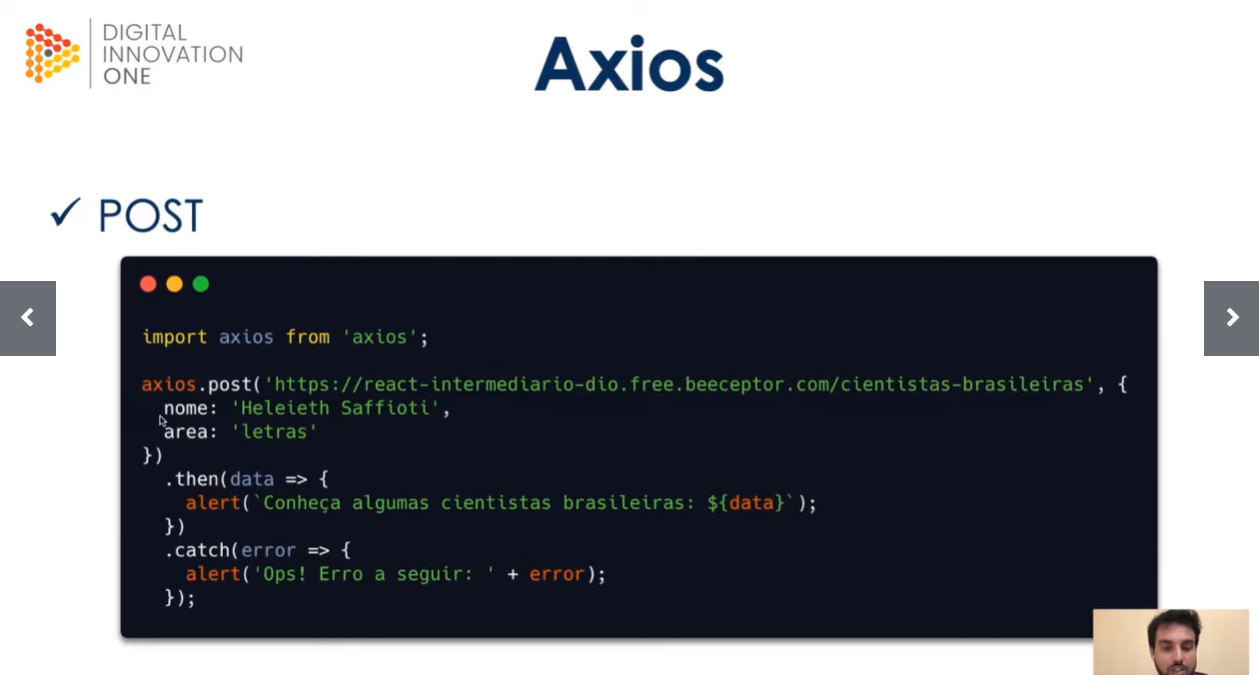 DIGITAL
INNOVATION
ONE
Axios
POST
import axios from 'axios';
axios.post('https://react-intermediario-dio.free.beeceptor.com/cientistas-brasileiras', {
nome: 'Heleieth Saffioti',
area: 'letras'
})
.then(data => {
alert(`Conheça algumas cientistas brasileiras: ${data}`);
})
.catch(error => {
alert('Ops! Erro a seguir: ' + error);
});